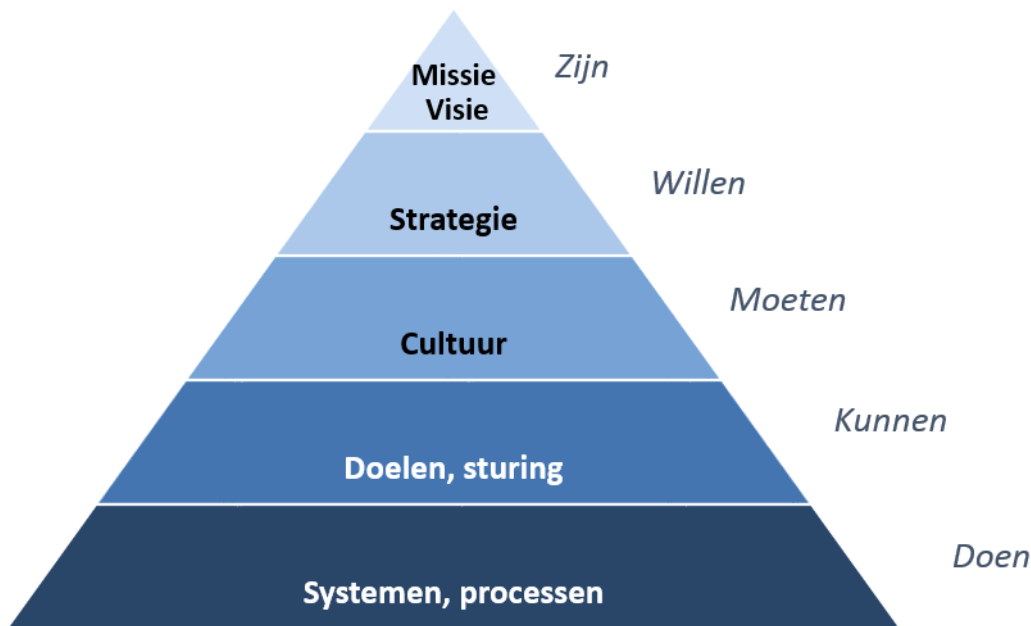 Missie
Visie
Zijn
Strategie
Willen
Cultuur
Moeten
Doelen, sturing
Kunnen
Systemen, processen
Doen